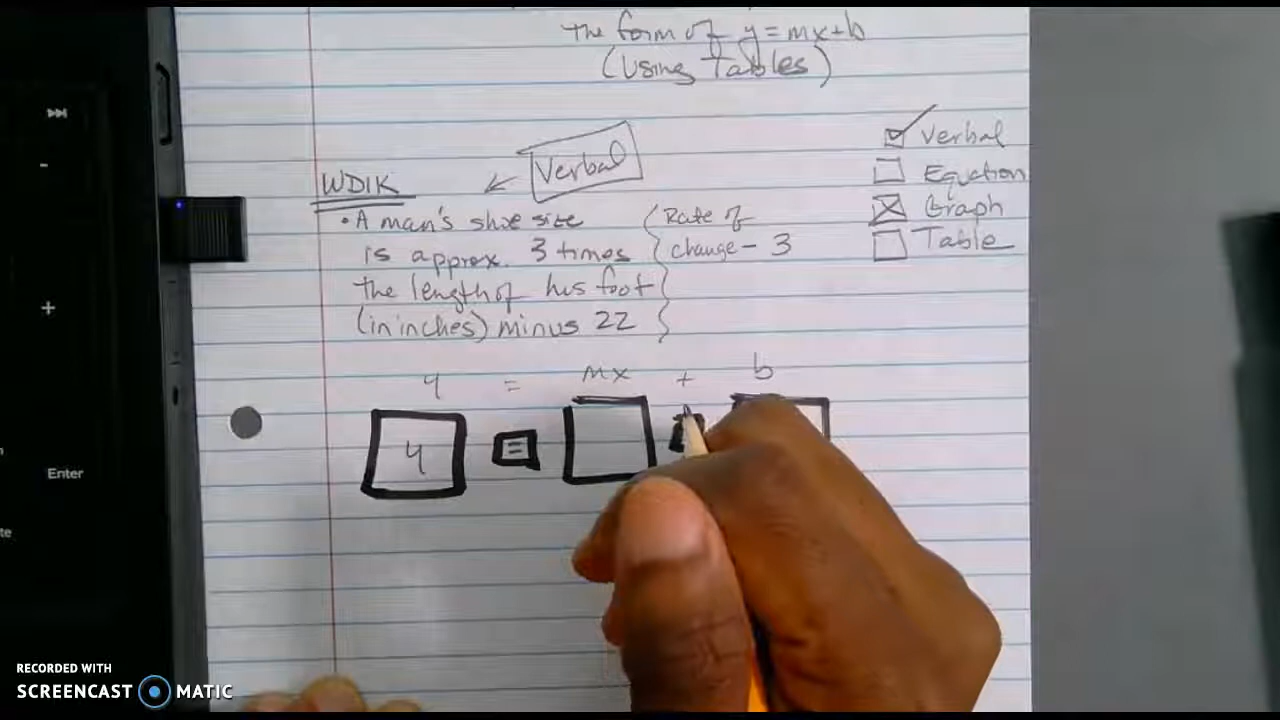 the form of y = mx + b
(Using Tables)
Verbal
Equation
Graph
Table
Verbal
WDIK
• A man's shoe size
is approx. 3 times
the length of his foot
(in inches) minus 22
Rate of
change - 3
y = mx + b
y =
-
+
Enter
RECORDED WITH
SCREENCAST MATIC